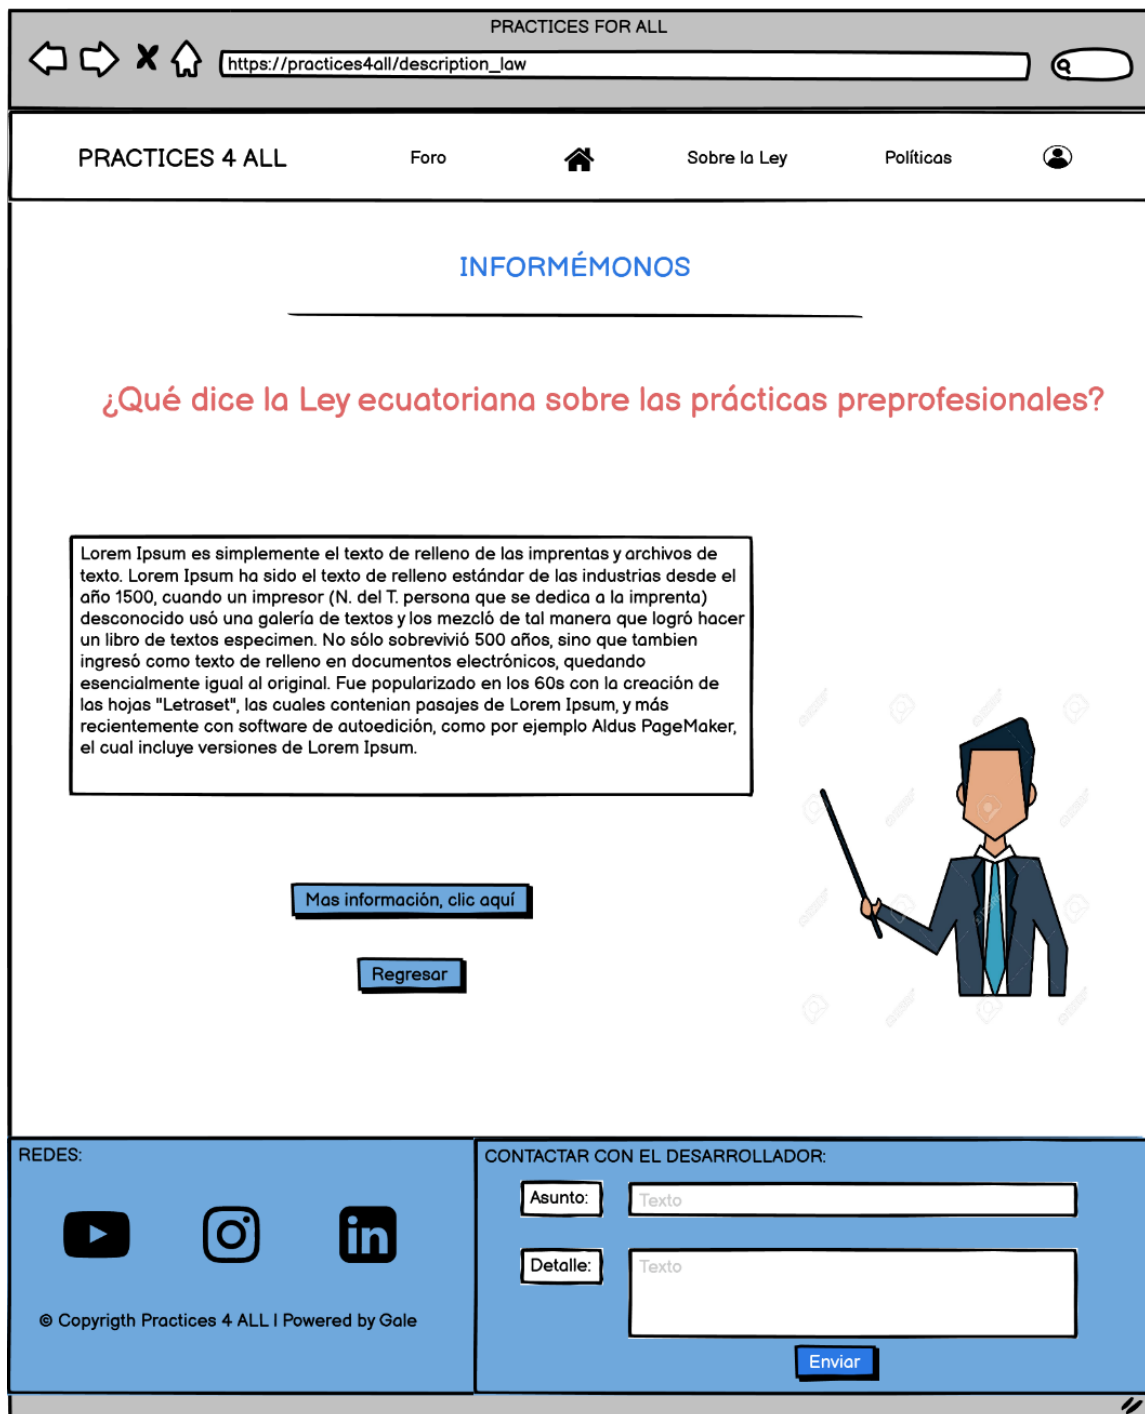 PRACTICES FOR ALL
https://practices4all/description_law
PRACTICES 4 ALL
Foro
Sobre la Ley
Políticas
INFORMÉMONOS
¿Qué dice la Ley ecuatoriana sobre las prácticas preprofesionales?
Lorem Ipsum es simplemente el texto de relleno de las imprentas y archivos de
texto. Lorem Ipsum ha sido el texto de relleno estándar de las industrias desde el
año 1500, cuando un impresor (N. del T. persona que se dedica a la imprenta)
desconocido usó una galería de textos y los mezcló de tal manera que logró hacer
un libro de textos especimen. No sólo sobrevivió 500 años, sino que tambien
ingresó como texto de relleno en documentos electrónicos, quedando
esencialmente igual al original. Fue popularizado en los 60s con la creación de
las hojas "Letraset", las cuales contenian pasajes de Lorem Ipsum, y más
recientemente con software de autoedición, como por ejemplo Aldus PageMaker,
el cual incluye versiones de Lorem Ipsum.
Mas información, clic aquí
Regresar
REDES:
in
© Copyrigth Practices 4 ALL | Powered by Gale
CONTACTAR CON EL DESARROLLADOR:
Asunto:
Texto
Detalle:
Texto
Enviar